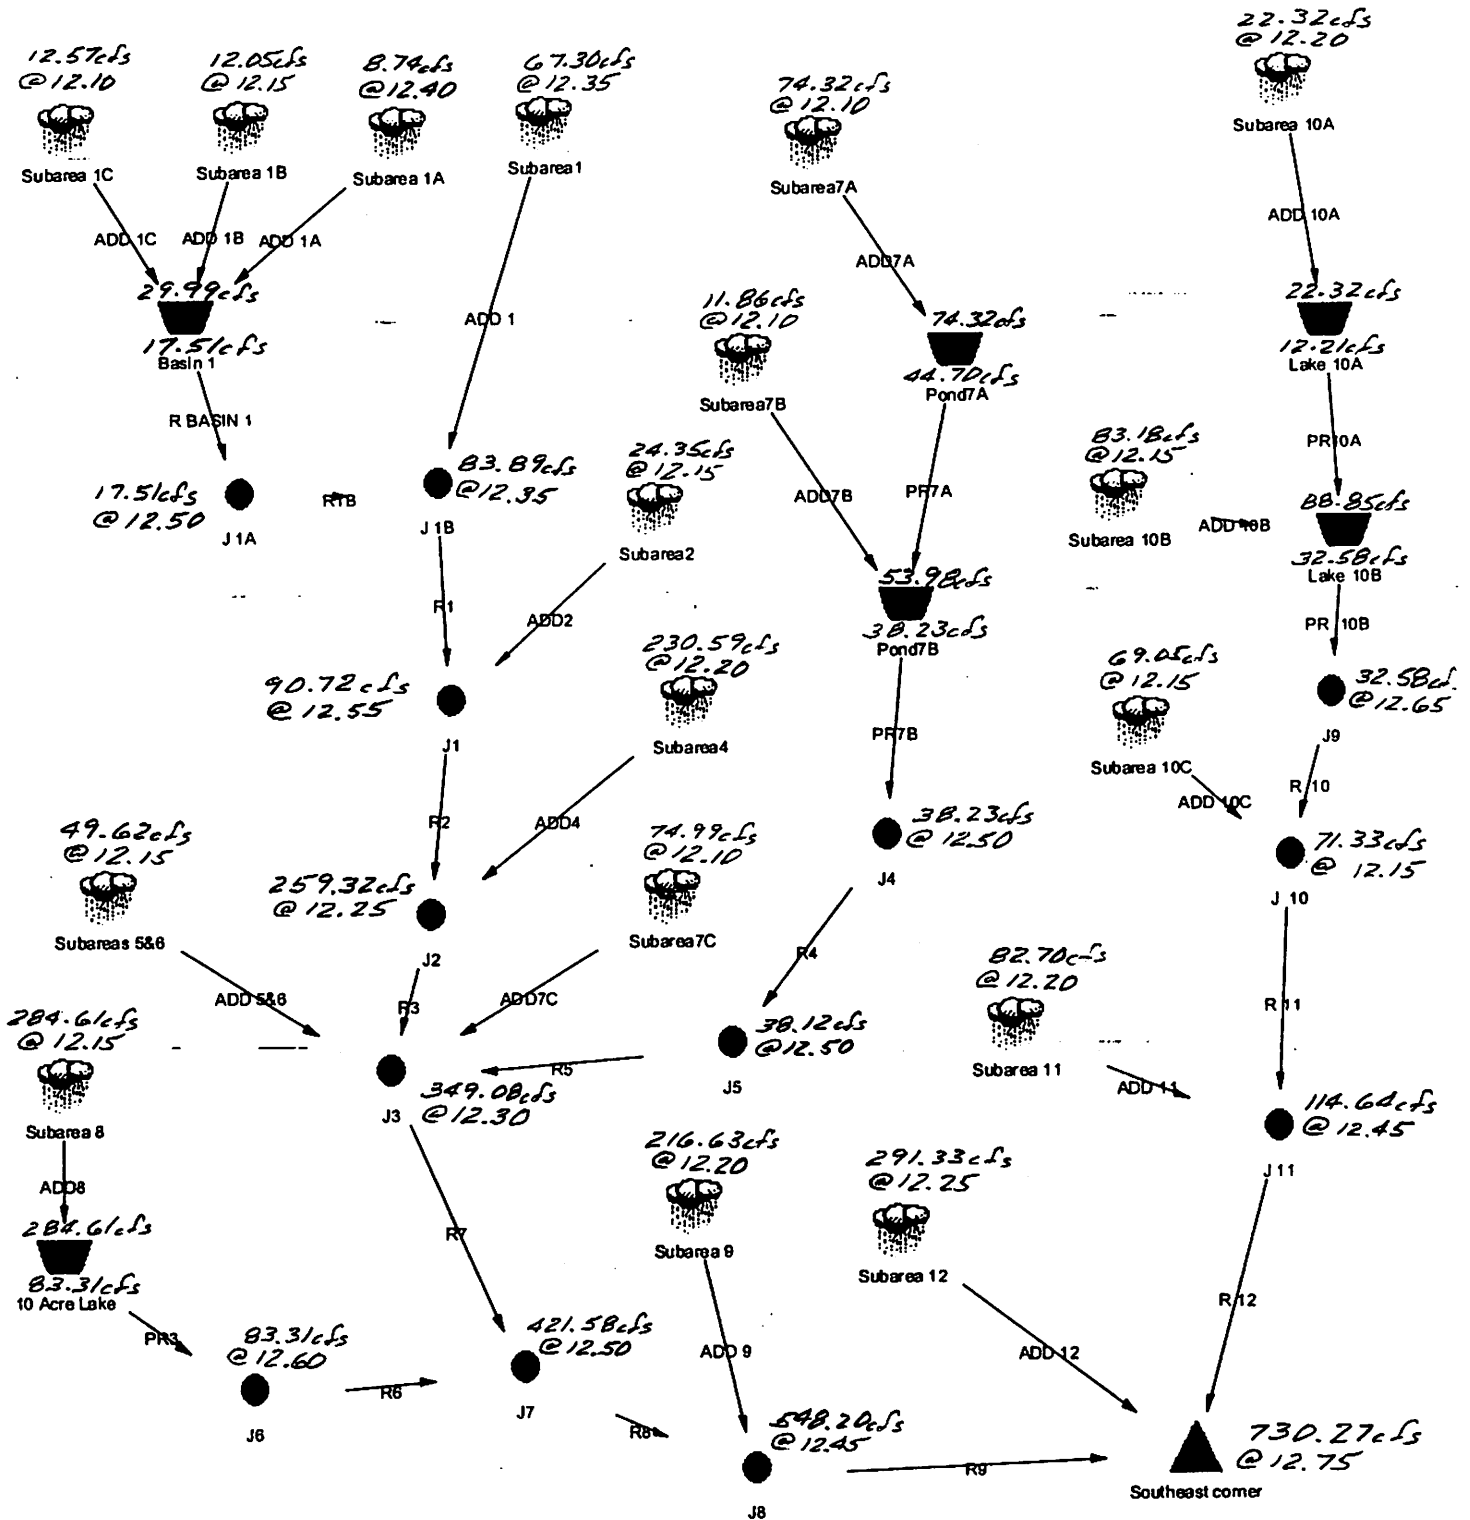 12.57cfs
@ 12.10
Subarea 1C
12.05cfs
@ 12.15
Subarea 1B
8.74cfs
@ 12.40
Subarea 1A
67.30cfs
@ 12.35
Subarea1
74.32cfs
@ 12.10
Subarea7A
22.32cfs
@ 12.20
Subarea 10A
ADD 1C
ADD 1B
ADD 1A
ADD 1
ADD7A
ADD 10A
29.99cfs
17.51cfs
Basin 1
R BASIN 1
11.86cfs
@ 12.10
Subarea7B
74.32cfs
44.70cfs
Pond7A
22.32cfs
12.21cfs
Lake 10A
17.51cfs
@ 12.50
J 1A
R1B
83.89cfs
@ 12.35
J 1B
24.35cfs
@ 12.15
Subarea2
ADD7B
PR7A
83.18cfs
@ 12.15
Subarea 10B
ADD 10B
PR10A
88.85cfs
32.58cfs
Lake 10B
R1
ADD2
53.98cfs
38.23cfs
Pond7B
PR 10B
90.72cfs
@ 12.55
J1
230.59cfs
@ 12.20
Subarea4
PR7B
69.05cfs
@ 12.15
Subarea 10C
32.58cf
@ 12.65
J9
R 10
ADD 10C
R2
ADD4
49.62cfs
@ 12.15
Subareas 5&6
259.32cfs
@ 12.25
J2
74.99cfs
@ 12.10
Subarea7C
38.23cfs
@ 12.50
J4
71.33cfs
@ 12.15
J 10
ADD 5&6
R3
ADD7C
R4
82.70cfs
@ 12.20
Subarea 11
R 11
284.61cfs
@ 12.15
Subarea 8
349.08cfs
@ 12.30
J3
R5
38.12cfs
@ 12.50
J5
ADD 11
114.64cfs
@ 12.45
J 11
ADD8
284.61cfs
83.31cfs
10 Acre Lake
R7
216.63cfs
@ 12.20
Subarea 9
291.33cfs
@ 12.25
Subarea 12
R 12
PR3
83.31cfs
@ 12.60
J6
R6
421.58cfs
@ 12.50
J7
ADD 9
ADD 12
R8
548.20cfs
@ 12.45
J8
R9
730.27cfs
@ 12.75
Southeast corner